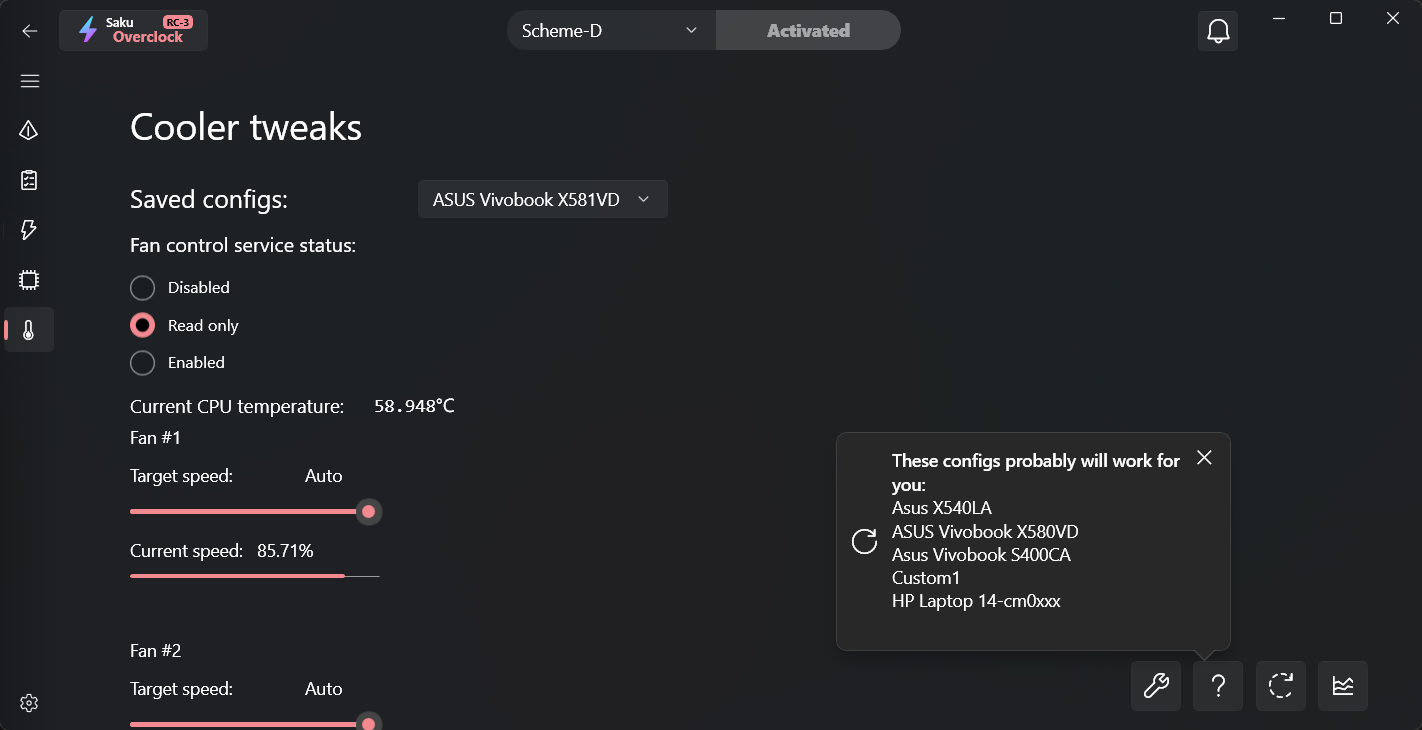 Saku RC-3
Overclock
Scheme-D
Activated
Cooler tweaks
Saved configs:
ASUS Vivobook X581VD
Fan control service status:
Disabled
Read only
Enabled
Current CPU temperature: 58.948°C
Fan #1
Target speed: Auto
Current speed: 85.71%
Fan #2
Target speed: Auto
These configs probably will work for
you:
Asus X540LA
ASUS Vivobook X580VD
Asus Vivobook S400CA
Custom1
HP Laptop 14-cm0xxx
?